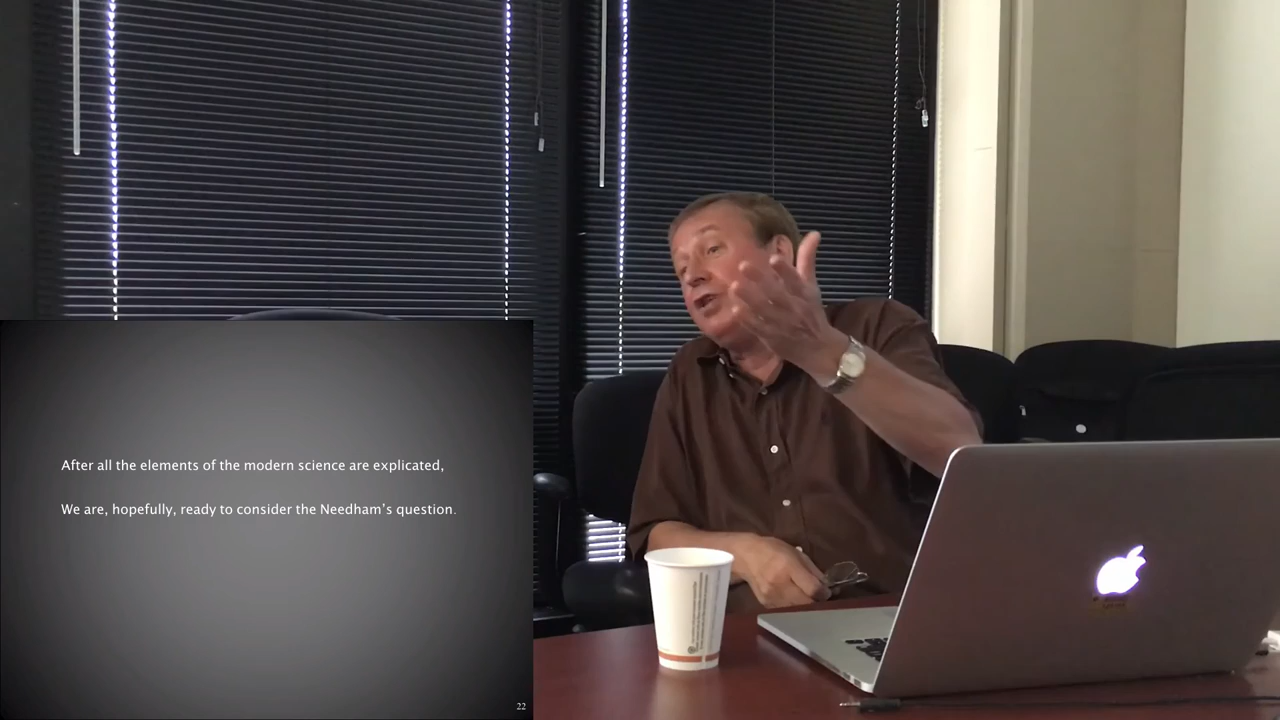 After all the elements of the modern science are explicated,
We are, hopefully, ready to consider the Needham’s question.
22